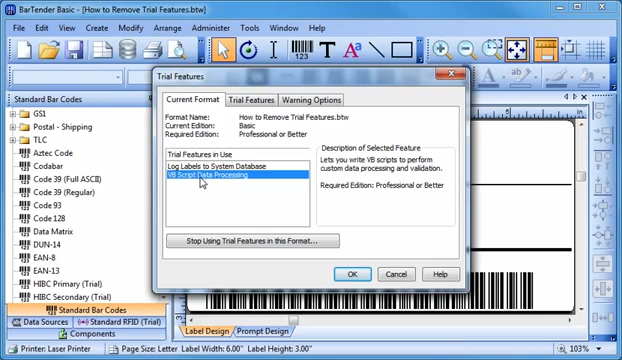 BarTender Basic - [How to Remove Trial Features.btw]
File Edit View Create Modify Arrange Administer Tools Window Help
Standard Bar Codes
GS1
Postal - Shipping
TLC
Aztec Code
Codabar
Code 39 (Full ASCII)
Code 39 (Regular)
Code 93
Code 128
Data Matrix
DUN-14
EAN-8
EAN-13
HIBC Primary (Trial)
HIBC Secondary (Trial)
Standard Bar Codes
Data Sources Standard RFID (Trial)
Components
Trial Features
Current Format Trial Features Warning Options
Format Name: How to Remove Trial Features.btw
Current Edition: Basic
Required Edition: Professional or Better
Trial Features in Use
Log Labels to System Database
VB Script Data Processing
Description of Selected Feature
Lets you write VB scripts to perform
custom data processing and validation.
Required Edition: Professional or Better
Stop Using Trial Features in this Format...
OK Cancel Help
5
Label Design Prompt Design
Printer: Laser Printer Page Size: Letter Label Width: 6.00" Label Height: 3.00" 103%